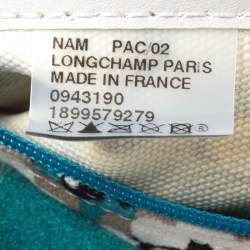 NAM PAC/02
LONGCHAMP PARIS
MADE IN FRANCE
0943190
1899579279